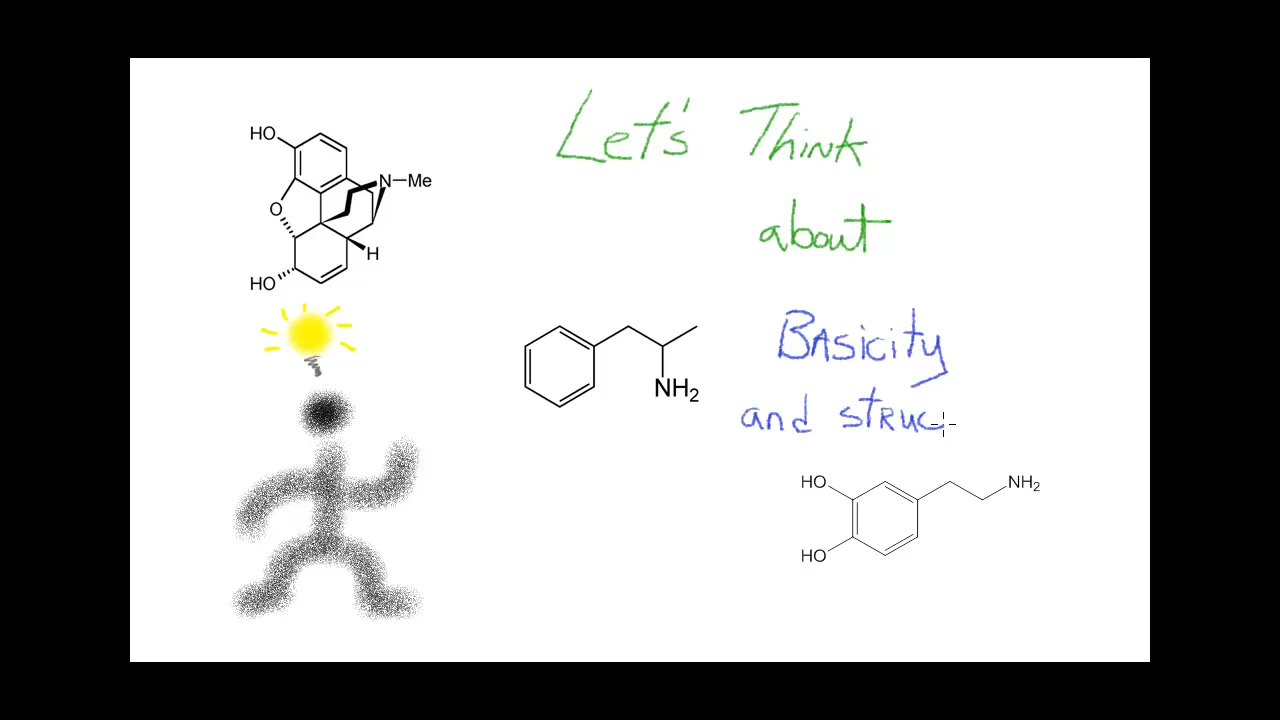 Let's Think
about
Basicity
and struc
HO
N-Me
O
H
HO
NH2
HO
NH2
HO